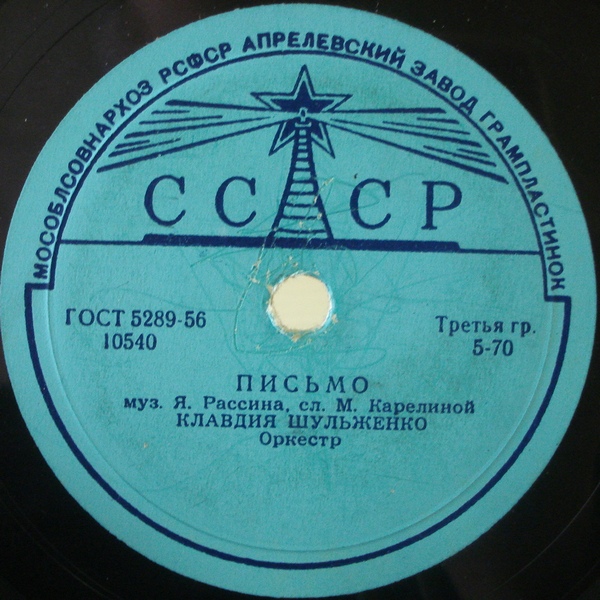 МОСОБЛСОВНАРХОЗ РСФСР АПРЕЛЕВСКИЙ ЗАВОД ГРАМПЛАСТИНОК
СССР
ГОСТ 5289-56
10540
Третья гр.
5-70
ПИСЬМО
муз. Я. Рассина, сл. М. Карелиной
КЛАВДИЯ ШУЛЬЖЕНКО
Оркестр